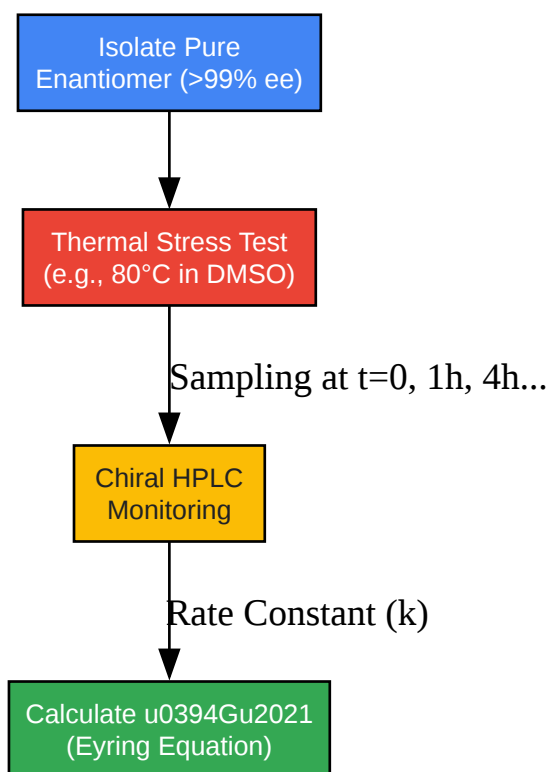 Isolate Pure
Enantiomer (>99% ee)
Thermal Stress Test
(e.g., 80°C in DMSO)
Sampling at t=0, 1h, 4h...
Chiral HPLC
Monitoring
Rate Constant (k)
Calculate u0394Gu2021
(Eyring Equation)